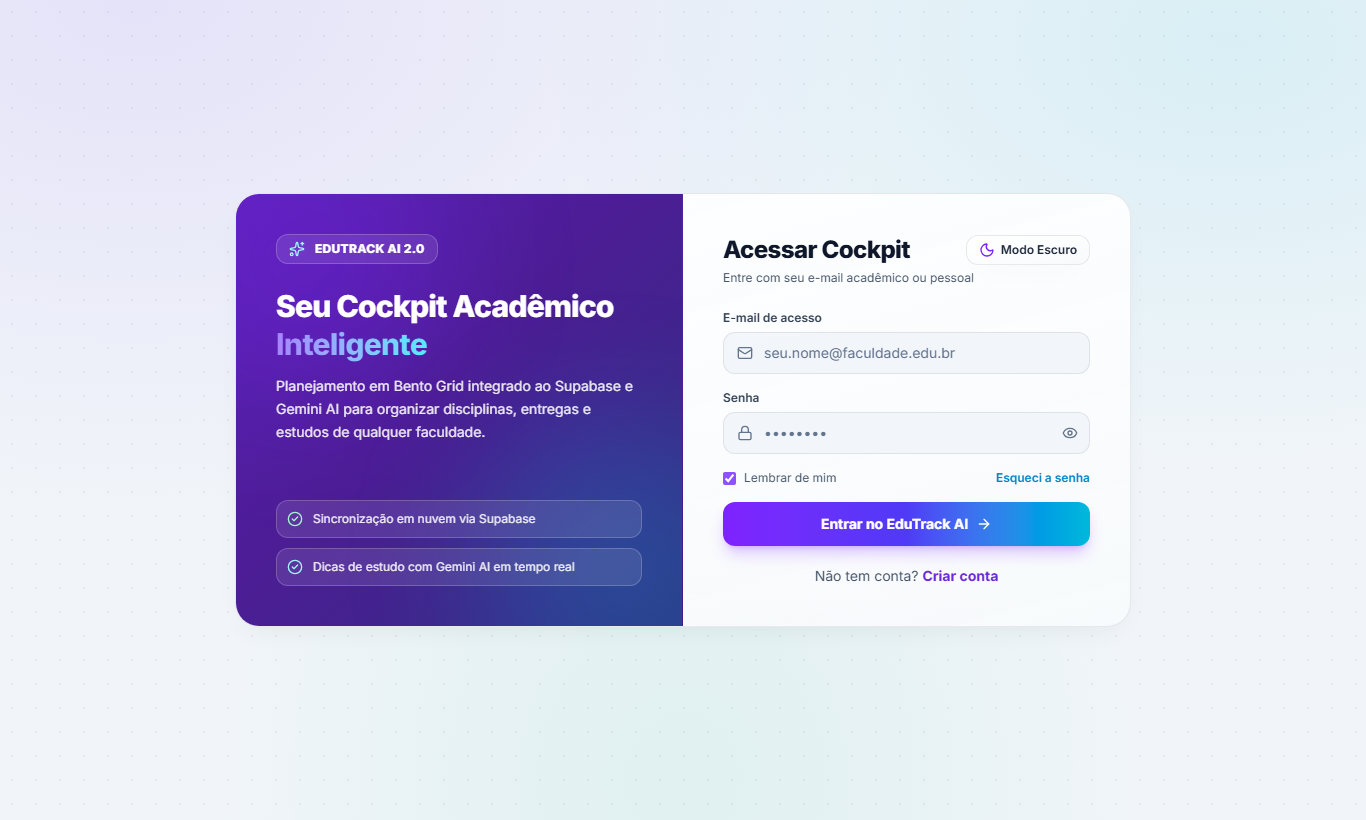 EDUTRACK AI 2.0
Seu Cockpit Acadêmico
Inteligente
Planejamento em Bento Grid integrado ao Supabase e
Gemini AI para organizar disciplinas, entregas e
estudos de qualquer faculdade.
Sincronização em nuvem via Supabase
Dicas de estudo com Gemini AI em tempo real
Acessar Cockpit
Modo Escuro
Entre com seu e-mail acadêmico ou pessoal
E-mail de acesso
seu.nome@faculdade.edu.br
Senha
••••••••
Lembrar de mim
Esqueci a senha
Entrar no EduTrack AI →
Não tem conta? Criar conta